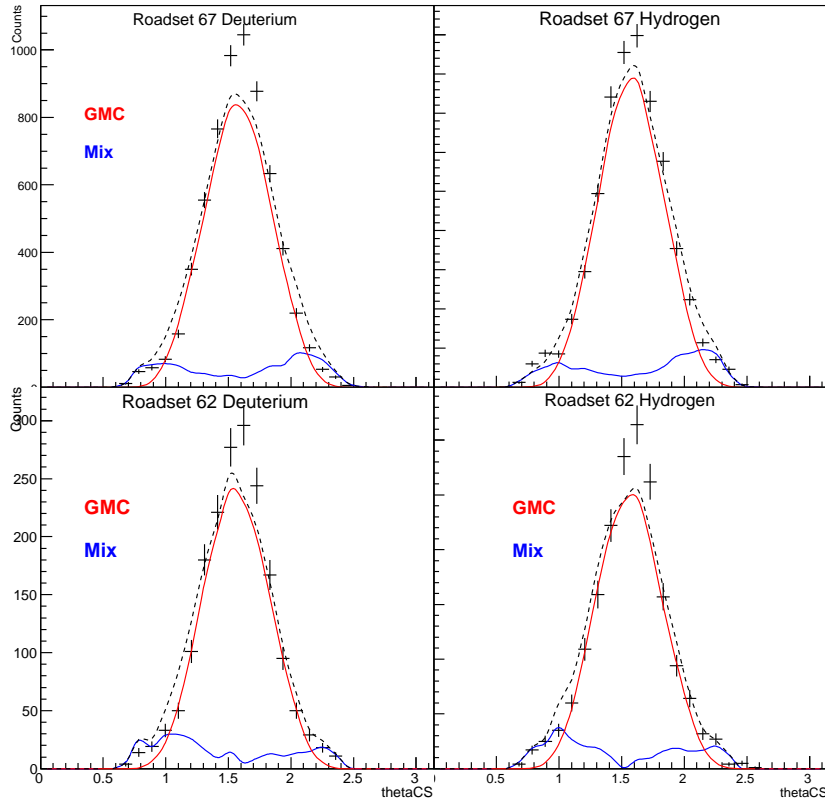 Counts
Roadset 67 Deuterium
Roadset 67 Hydrogen
1000
800
600
400
200
0
GMC
Mix
Counts
Roadset 62 Deuterium
Roadset 62 Hydrogen
300
250
200
150
100
50
0
GMC
Mix
GMC
Mix
0 0.5 1 1.5 2 2.5 3
thetaCS
0.5 1 1.5 2 2.5 3
thetaCS